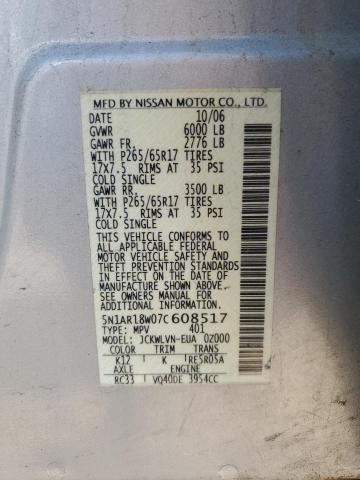 MFD BY NISSAN MOTOR CO., LTD.
DATE 10/06
GVWR 6000 LB
GAWR FR. 2776 LB
WITH P265/65R17 TIRES
17X7.5 RIMS AT 35 PSI
COLD SINGLE
GAWR RR. 3500 LB
WITH P265/65R17 TIRES
17X7.5 RIMS AT 35 PSI
COLD SINGLE
THIS VEHICLE CONFORMS TO
ALL APPLICABLE FEDERAL
MOTOR VEHICLE SAFETY AND
THEFT PREVENTION STANDARDS
IN EFFECT ON THE DATE OF
MANUFACTURE SHOWN ABOVE.
SEE OWNERS MANUAL FOR
ADDITIONAL INFORMATION.
5N1AR18W07C608517
TYPE: MPV 401
MODEL: JCKWLVN-EUA 0Z000
COLOR TRIM TRANS
K12 K RE5R05A
AXLE ENGINE
RC33 VQ40DE 3954CC